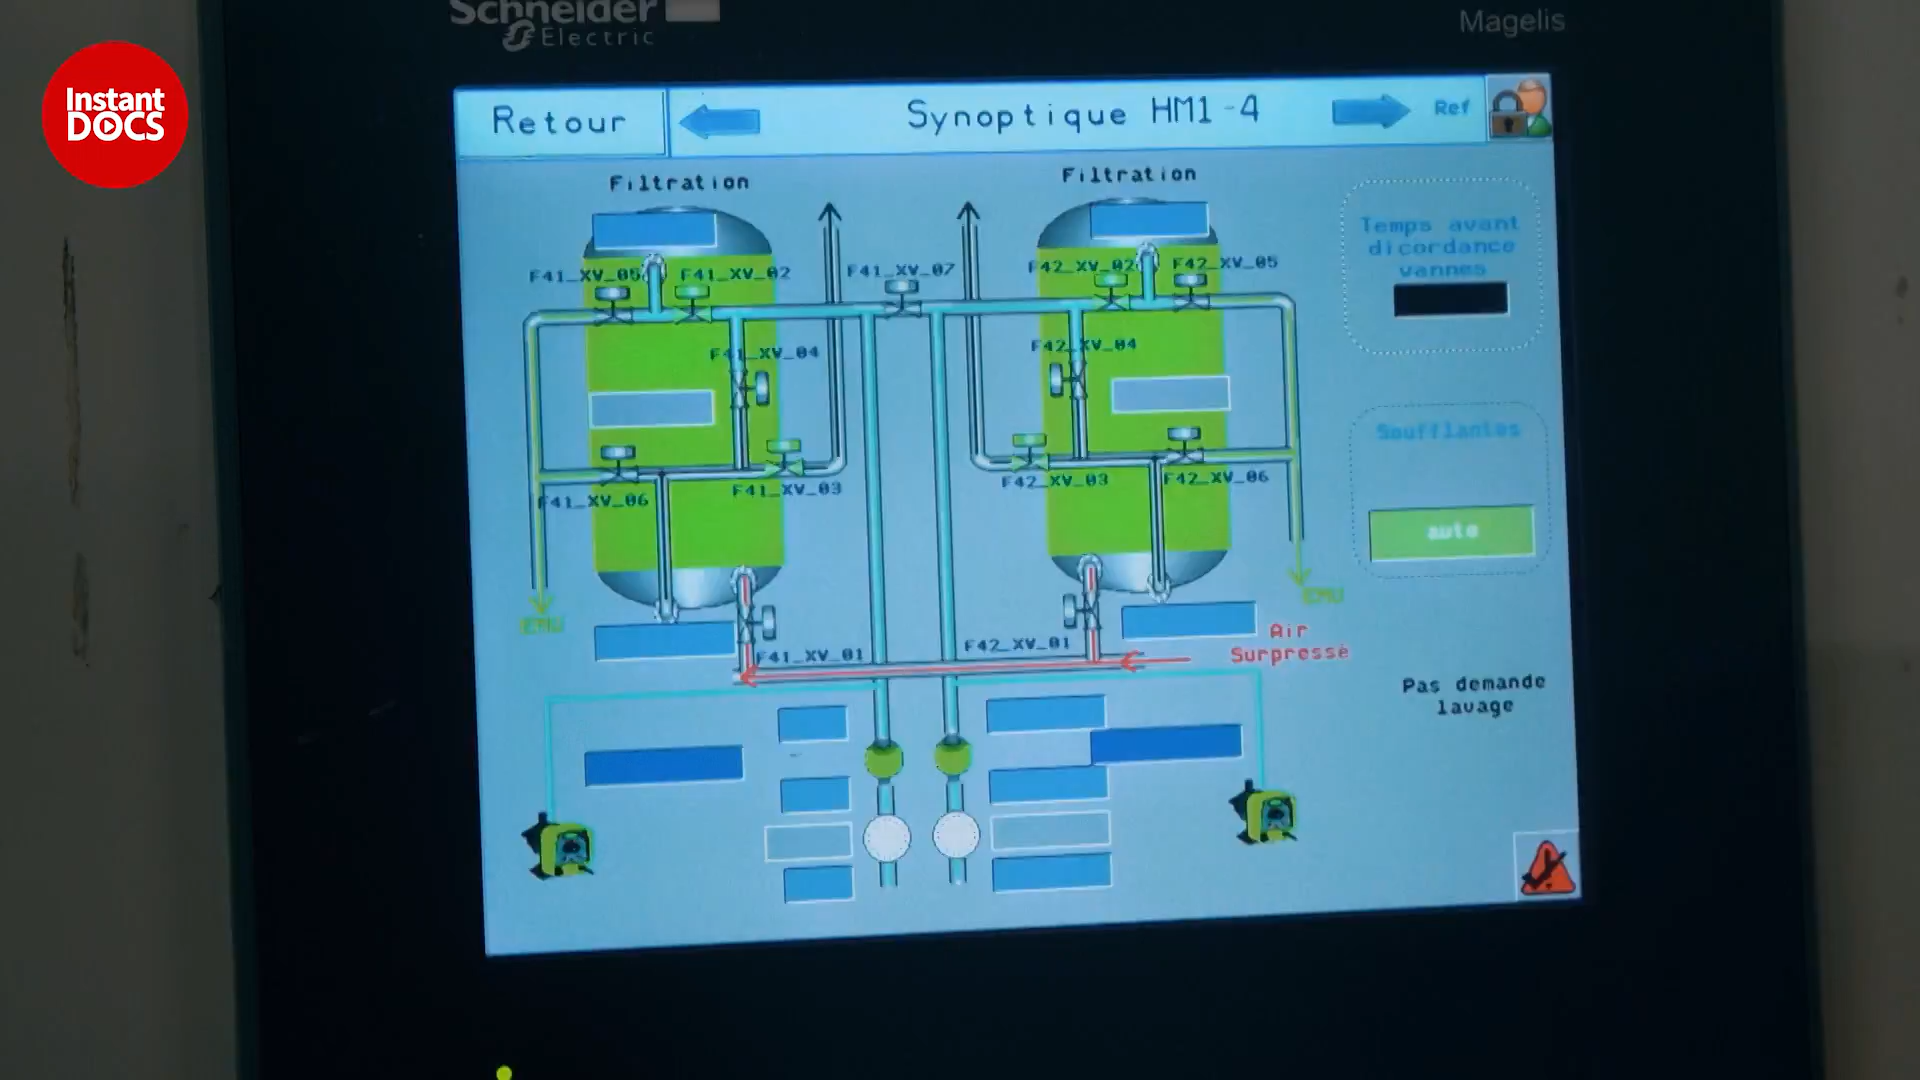 Schneider
Electric
Magelis
Instant
DOCS
Retour
Synoptique HM1-4
Ref
Filtration
Filtration
Temps avant
dicordance
vannes
F41_XV_05
F41_XV_02
F41_XV_07
F42_XV_02
F42_XV_05
F41_XV_04
F42_XV_04
Soufflantes
auto
F41_XV_06
F41_XV_03
F42_XV_03
F42_XV_06
EMU
EMU
F41_XV_01
F42_XV_01
Air
Surpresse
Pas demande
lavage